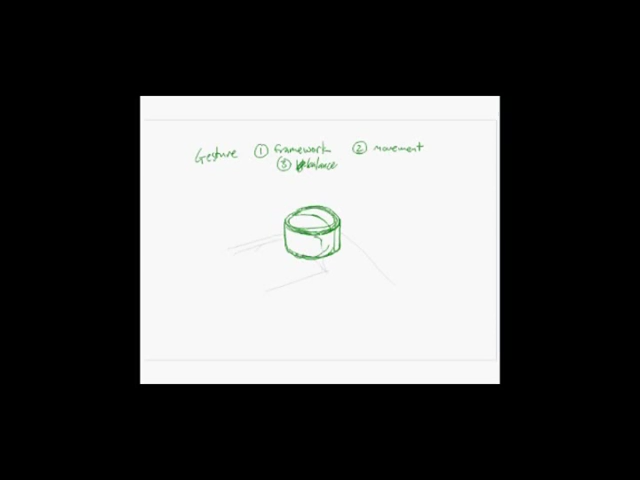 Gesture ① framework ② movement
③ balance